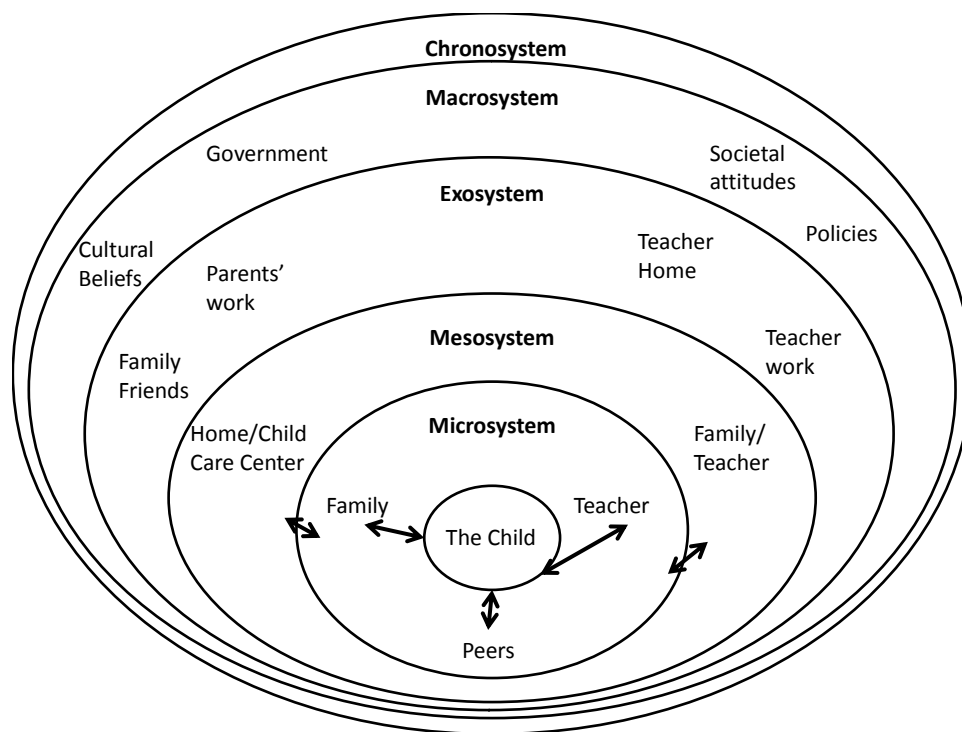 Chronosystem
Macrosystem
Government
Societal
attitudes
Exosystem
Policies
Cultural
Beliefs
Parents’
work
Teacher
Home
Mesosystem
Family
Friends
Teacher
work
Microsystem
Home/Child
Care Center
Family/
Teacher
Family
Teacher
The Child
Peers